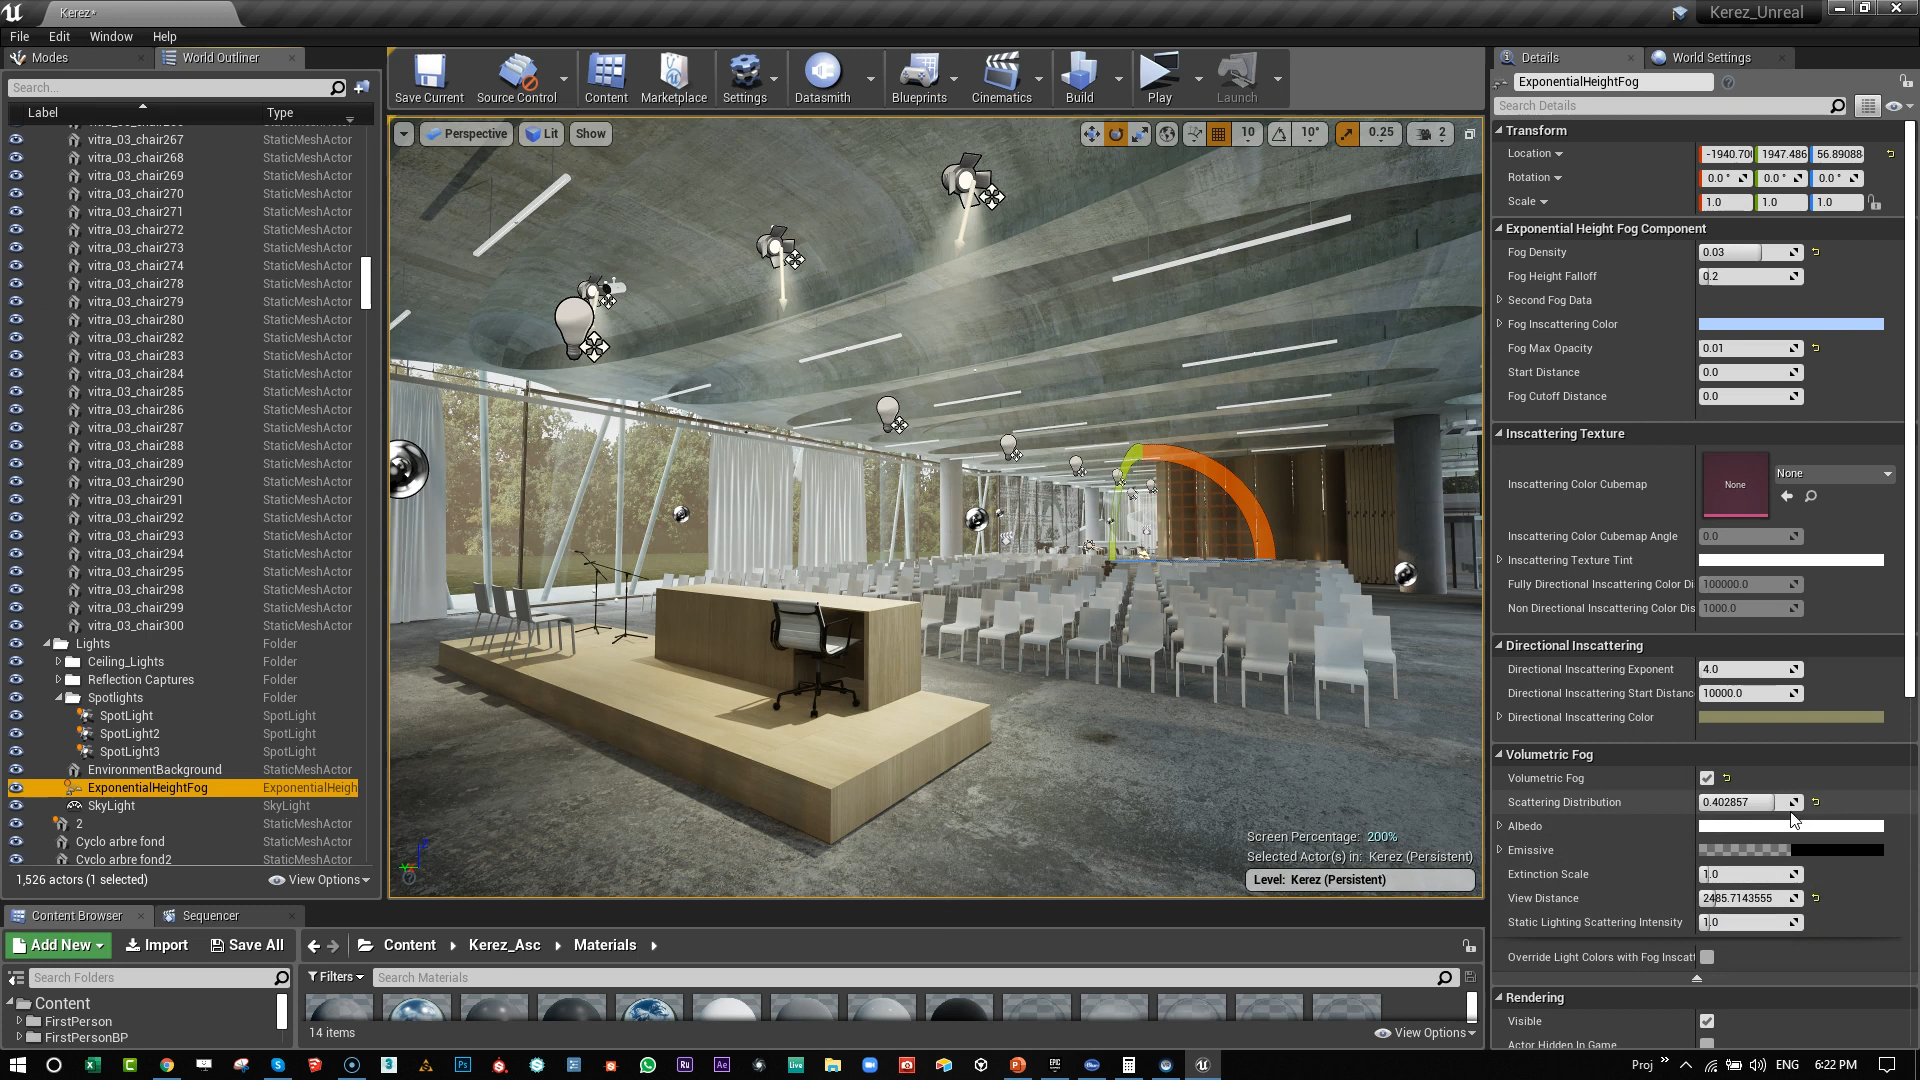 Kerez*
Kerez_Unreal
File Edit Window Help
Modes
World Outliner
Search...
Label
Type
vitra_03_chair267 StaticMeshActor
vitra_03_chair268 StaticMeshActor
vitra_03_chair269 StaticMeshActor
vitra_03_chair270 StaticMeshActor
vitra_03_chair271 StaticMeshActor
vitra_03_chair272 StaticMeshActor
vitra_03_chair273 StaticMeshActor
vitra_03_chair274 StaticMeshActor
vitra_03_chair278 StaticMeshActor
vitra_03_chair279 StaticMeshActor
vitra_03_chair280 StaticMeshActor
vitra_03_chair282 StaticMeshActor
vitra_03_chair283 StaticMeshActor
vitra_03_chair284 StaticMeshActor
vitra_03_chair285 StaticMeshActor
vitra_03_chair286 StaticMeshActor
vitra_03_chair287 StaticMeshActor
vitra_03_chair288 StaticMeshActor
vitra_03_chair289 StaticMeshActor
vitra_03_chair290 StaticMeshActor
vitra_03_chair291 StaticMeshActor
vitra_03_chair292 StaticMeshActor
vitra_03_chair293 StaticMeshActor
vitra_03_chair294 StaticMeshActor
vitra_03_chair295 StaticMeshActor
vitra_03_chair298 StaticMeshActor
vitra_03_chair299 StaticMeshActor
vitra_03_chair300 StaticMeshActor
Lights Folder
Ceiling_Lights Folder
Reflection Captures Folder
Spotlights Folder
SpotLight SpotLight
SpotLight2 SpotLight
SpotLight3 SpotLight
EnvironmentBackground StaticMeshActor
ExponentialHeightFog ExponentialHeigh
SkyLight SkyLight
2 StaticMeshActor
Cyclo arbre fond StaticMeshActor
Cyclo arbre fond2 StaticMeshActor
1,526 actors (1 selected)
View Options
Save Current Source Control Content Marketplace Settings Datasmith Blueprints Cinematics Build Play Launch
Perspective Lit Show
10 10° 0.25 2
Screen Percentage: 200%
Selected Actor(s) in: Kerez (Persistent)
Level: Kerez (Persistent)
Details
World Settings
ExponentialHeightFog
Search Details
Transform
Location -1940.70 1947.486 56.89088
Rotation 0.0 ° 0.0 ° 0.0 °
Scale 1.0 1.0 1.0
Exponential Height Fog Component
Fog Density 0.03
Fog Height Falloff 0.2
Second Fog Data
Fog Inscattering Color
Fog Max Opacity 0.01
Start Distance 0.0
Fog Cutoff Distance 0.0
Inscattering Texture
Inscattering Color Cubemap None None
Inscattering Color Cubemap Angle 0.0
Inscattering Texture Tint
Fully Directional Inscattering Color Di 100000.0
Non Directional Inscattering Color Dis 1000.0
Directional Inscattering
Directional Inscattering Exponent 4.0
Directional Inscattering Start Distanc 10000.0
Directional Inscattering Color
Volumetric Fog
Volumetric Fog
Scattering Distribution 0.402857
Albedo
Emissive
Extinction Scale 1.0
View Distance 2485.7143555
Static Lighting Scattering Intensity 1.0
Override Light Colors with Fog Inscat
Rendering
Visible
Actor Hidden In Game
Content Browser
Sequencer
Add New Import Save All
Content Kerez_Asc Materials
Search Folders
Filters Search Materials
Content
FirstPerson
FirstPersonBP
14 items
View Options
Proj » ENG 6:22 PM